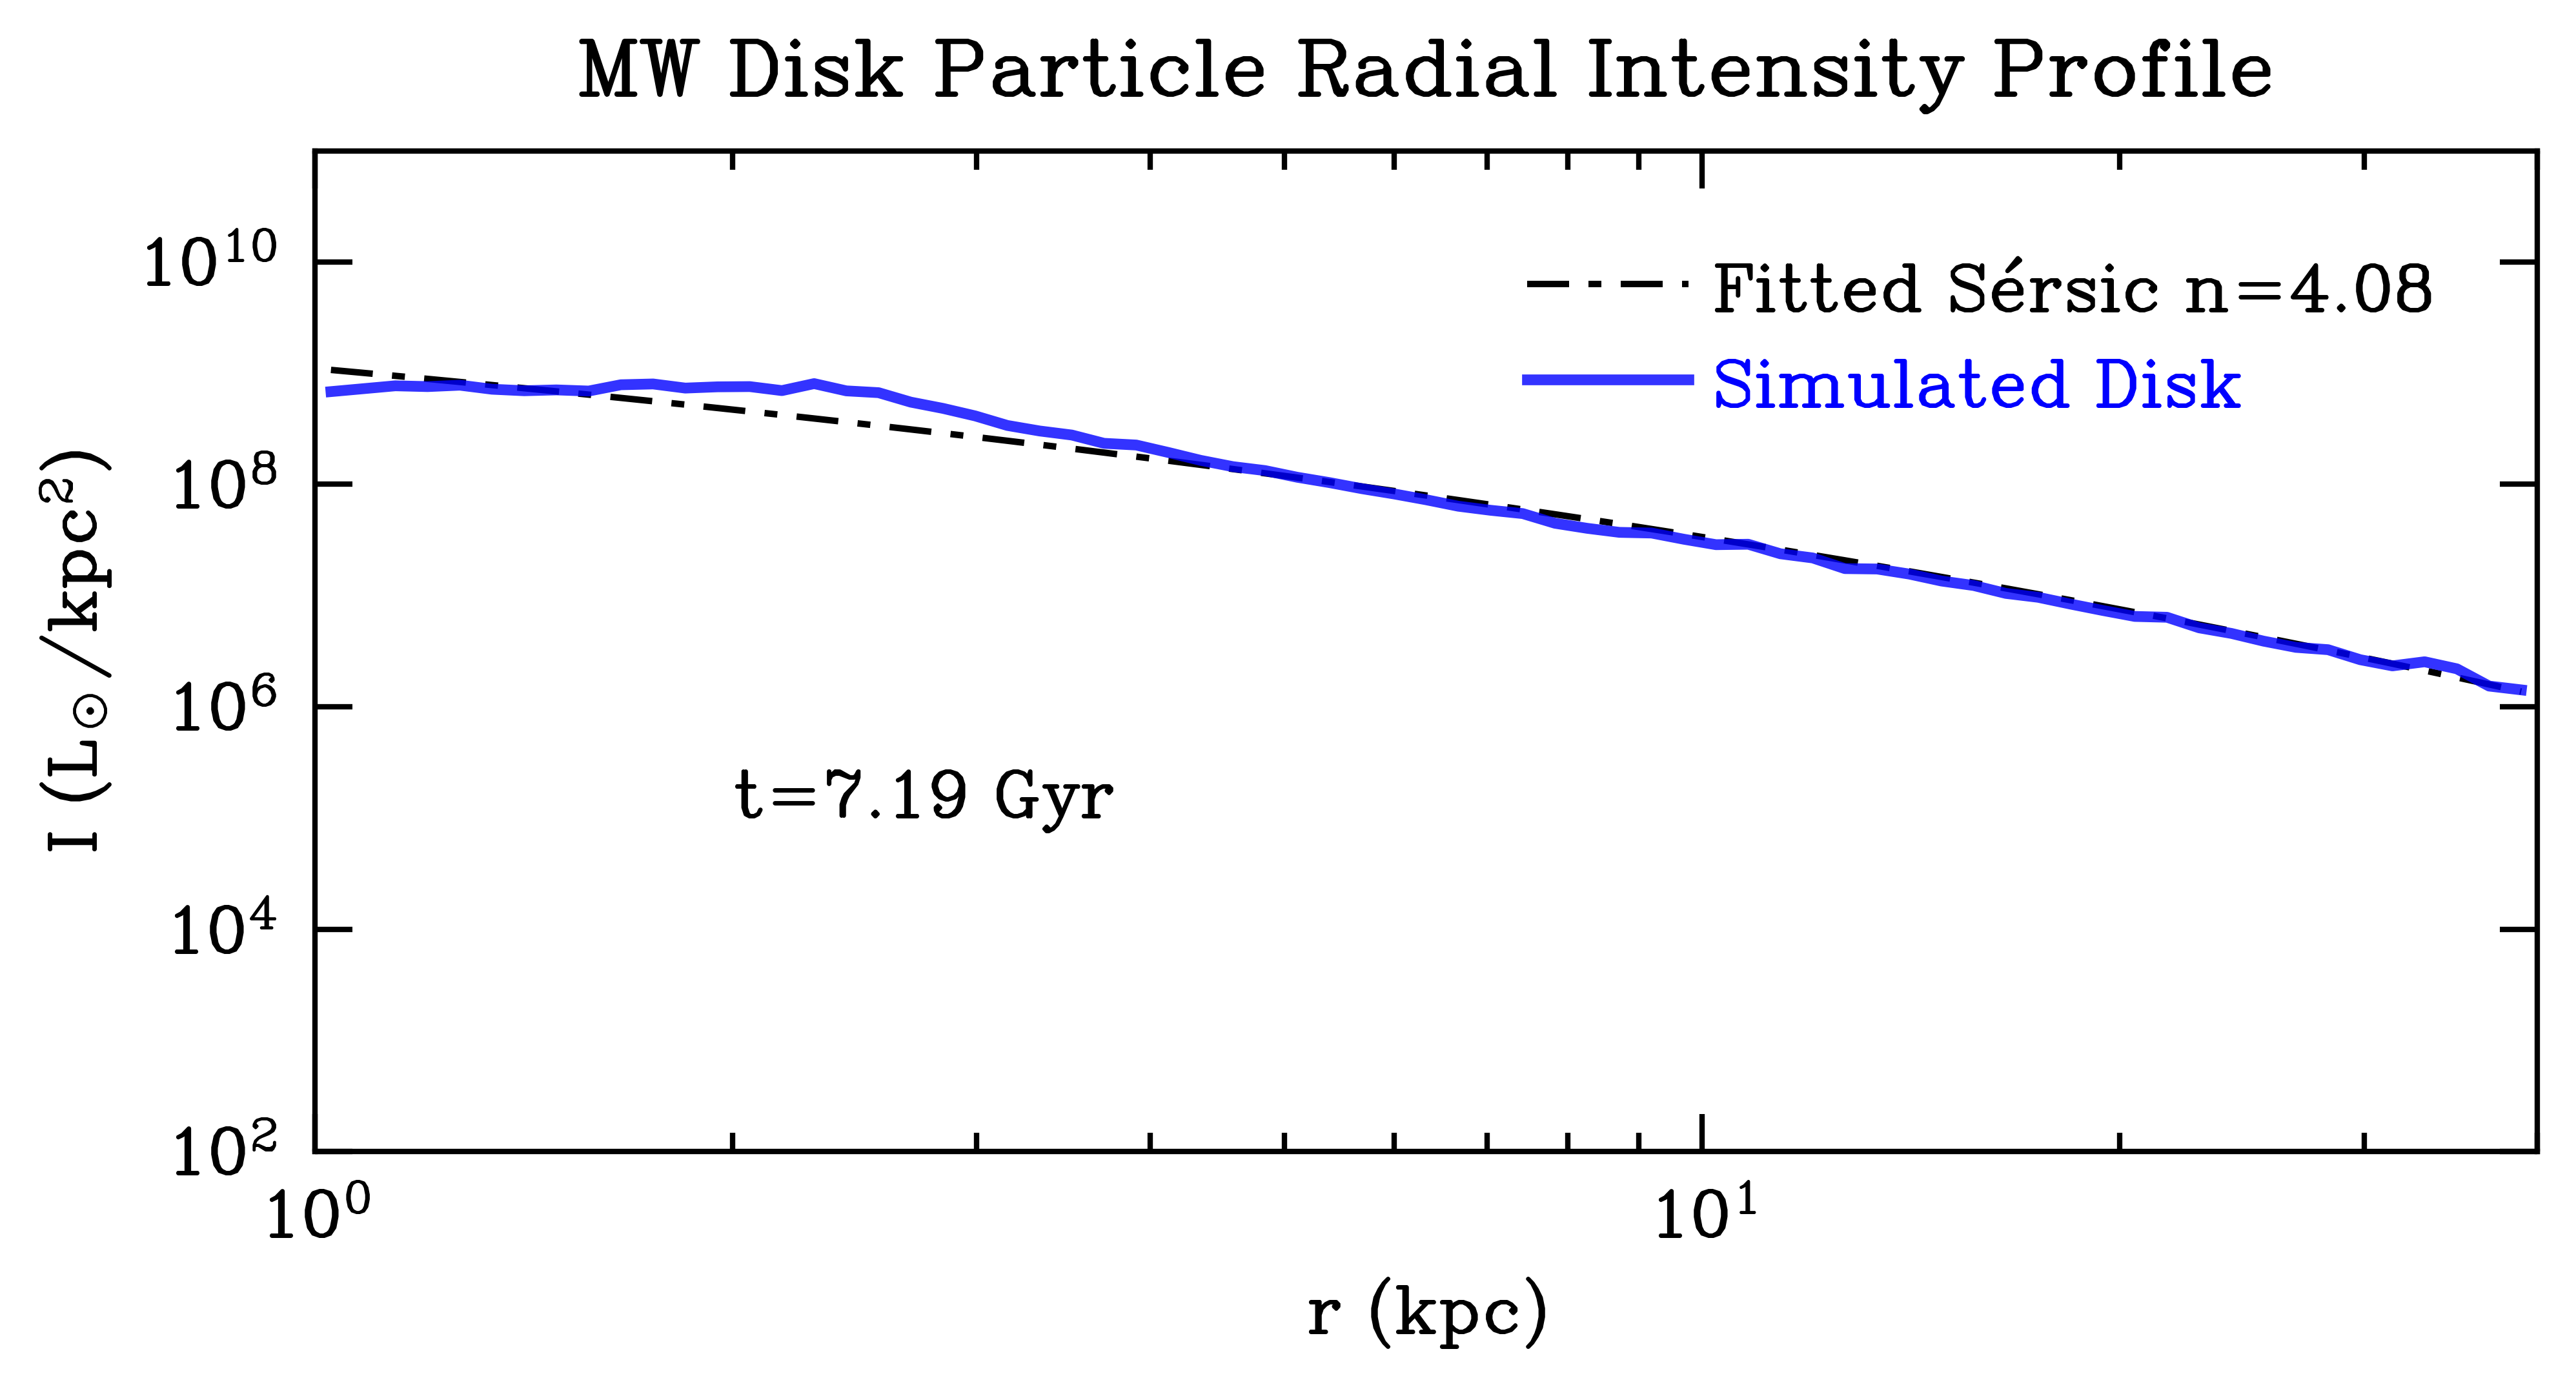 MW Disk Particle Radial Intensity Profile
I (L☉/kpc²)
10¹⁰
10⁸
10⁶
10⁴
10²
Fitted Sérsic n=4.08
Simulated Disk
t=7.19 Gyr
10⁰
10¹
r (kpc)